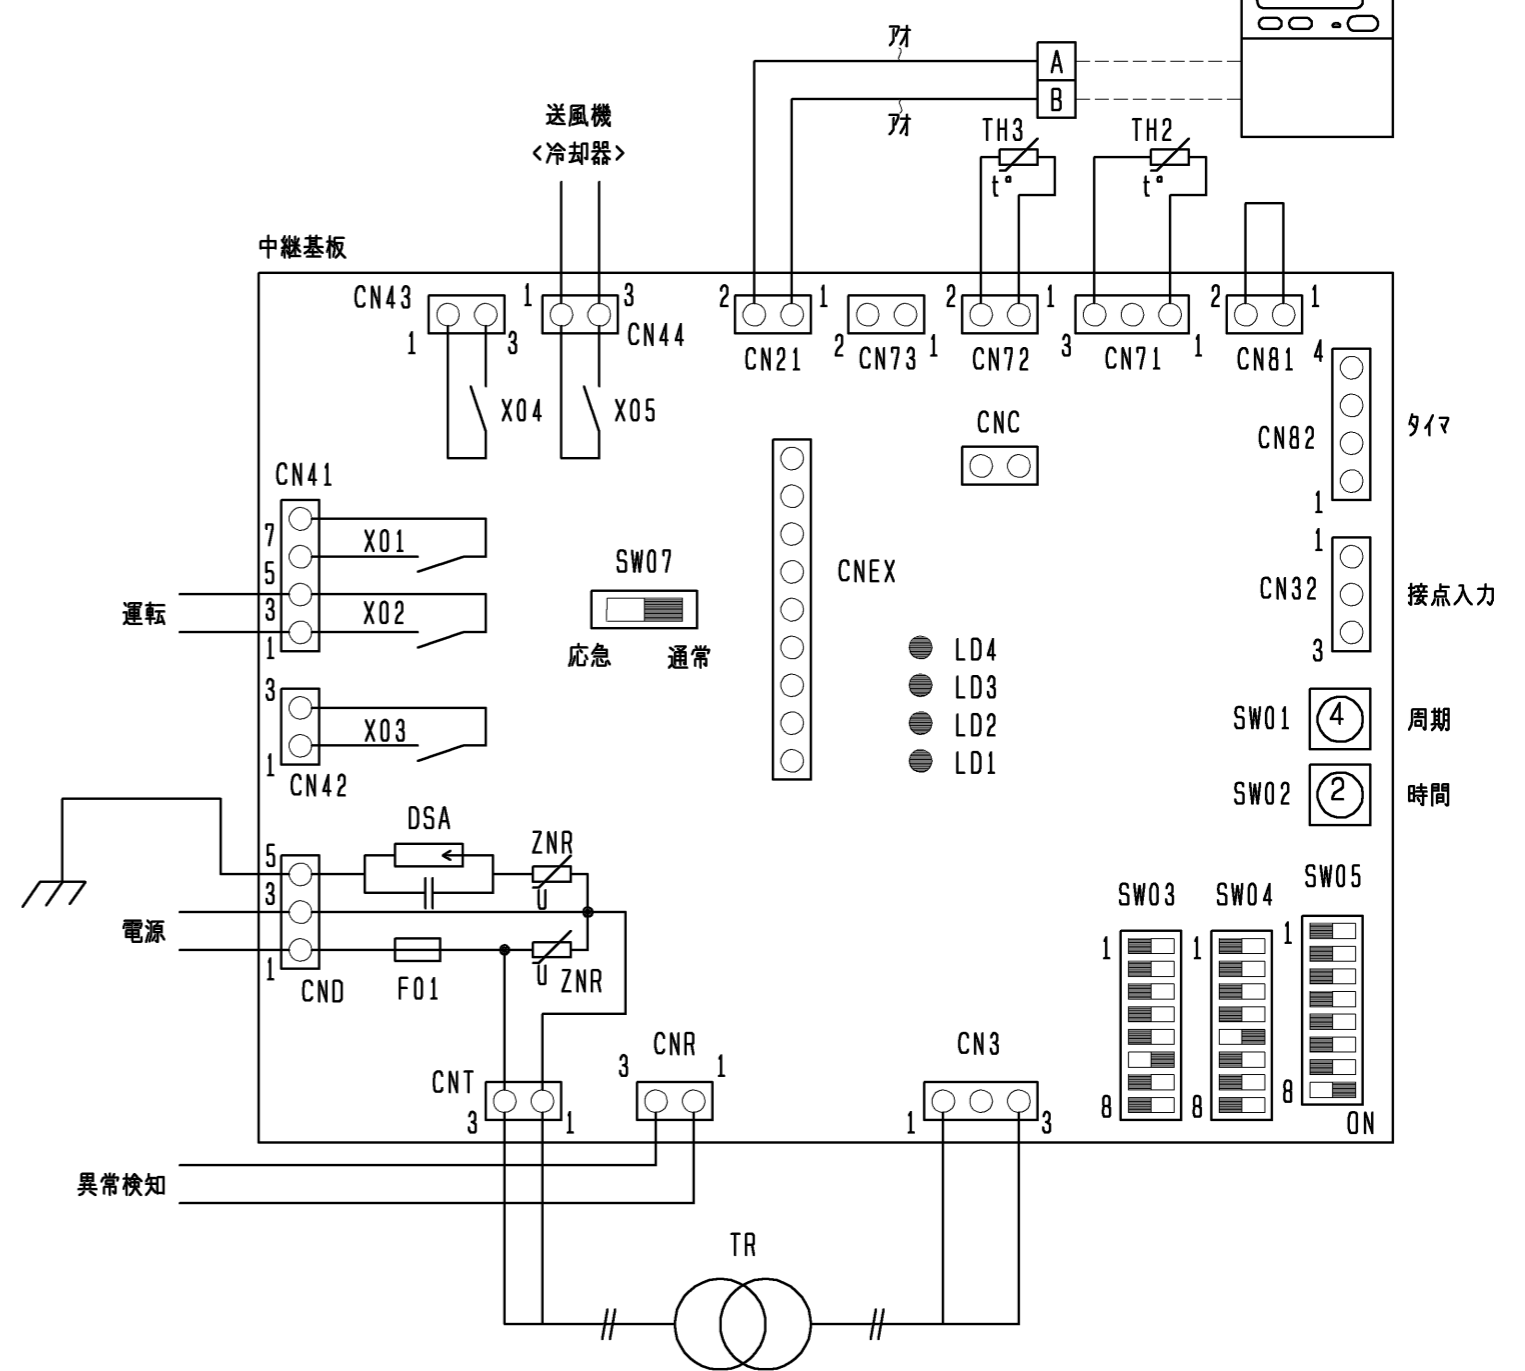 アオ
A
B
アオ
送風機
<冷却器>
TH3
t°
TH2
t°
中継基板
CN43
1
3
1
3
CN44
2
1
CN21
2
1
CN73
2
1
CN72
3
1
CN71
2
1
CN81
X04
X05
CNC
4
CN82
1
タイマ
CN41
7
5
3
1
X01
X02
運転
SW07
応急
通常
CNEX
1
CN32
3
接点入力
LD4
LD3
LD2
LD1
3
1
X03
CN42
SW01
4
周期
SW02
2
時間
DSA
ZNR
U
5
3
1
電源
CND
F01
U
ZNR
SW03
1
8
SW04
1
8
SW05
1
8
ON
CNT
3
1
CNR
3
1
CN3
1
3
異常検知
TR